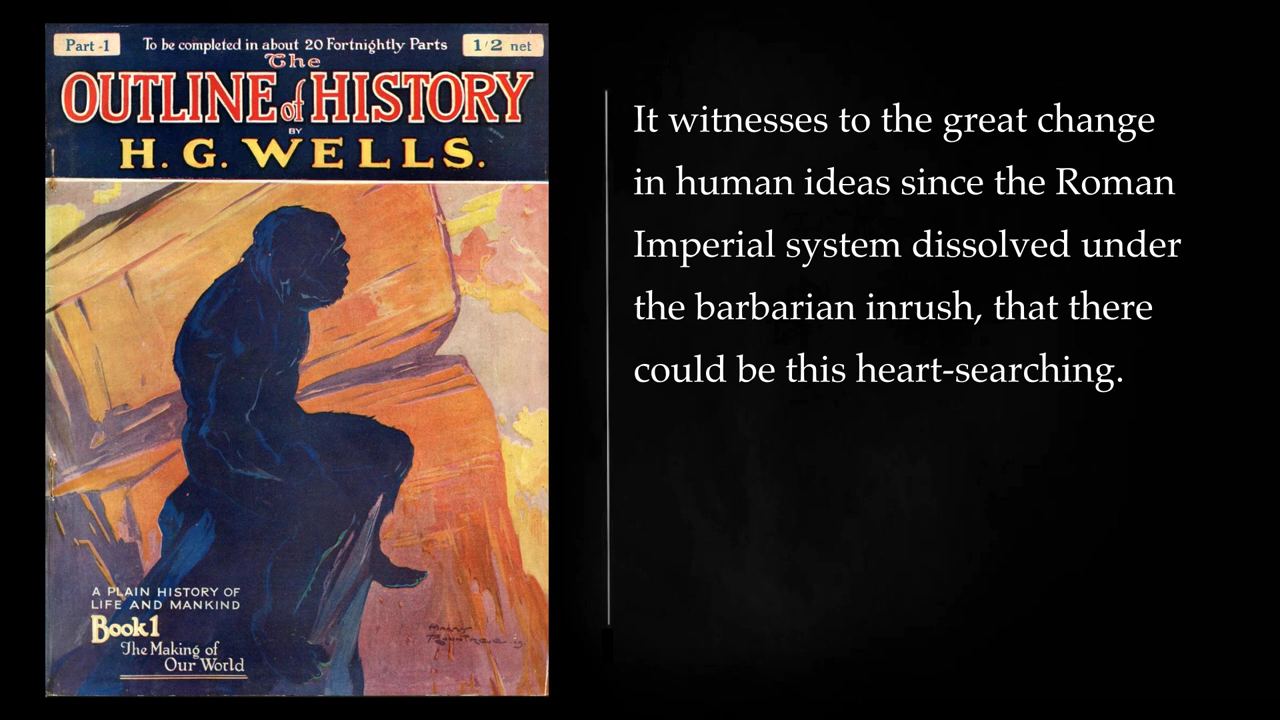 Part -1
To be completed in about 20 Fortnightly Parts
1/2 net
The
OUTLINE of HISTORY
BY
H. G. WELLS.
A PLAIN HISTORY OF
LIFE AND MANKIND
Book 1
The Making of
Our World
It witnesses to the great change
in human ideas since the Roman
Imperial system dissolved under
the barbarian inrush, that there
could be this heart-searching.